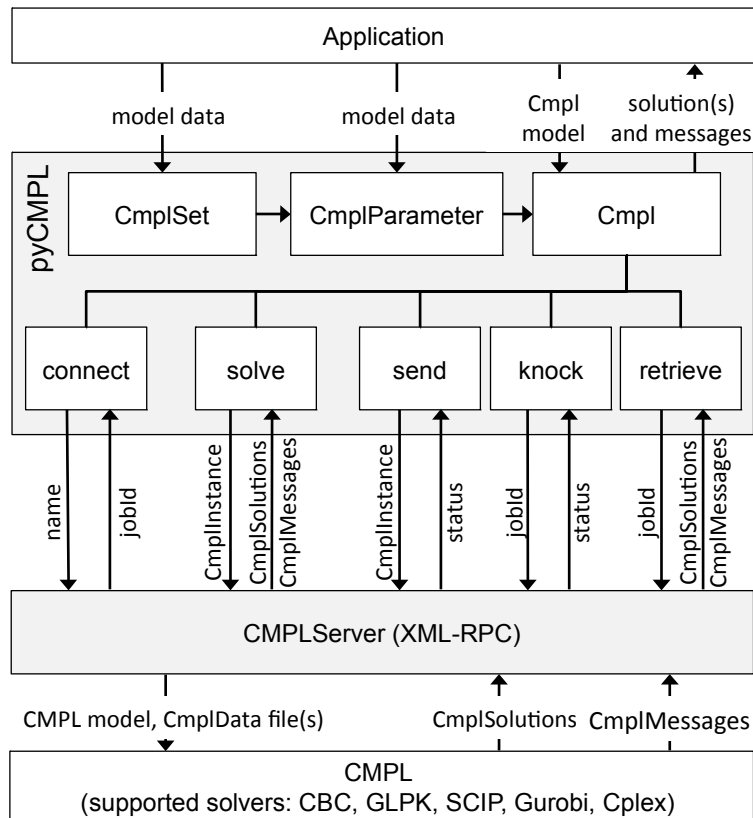 Application
model data
model data
Cmpl
model
solution(s)
and messages
pyCMPL
CmplSet
CmplParameter
Cmpl
connect
solve
send
knock
retrieve
name
jobId
CmplInstance
CmplSolutions
CmplMessages
CmplInstance
status
jobId
status
jobId
CmplSolutions
CmplMessages
CMPLServer (XML-RPC)
CMPL model, CmplData file(s)
CmplSolutions
CmplMessages
CMPL
(supported solvers: CBC, GLPK, SCIP, Gurobi, Cplex)